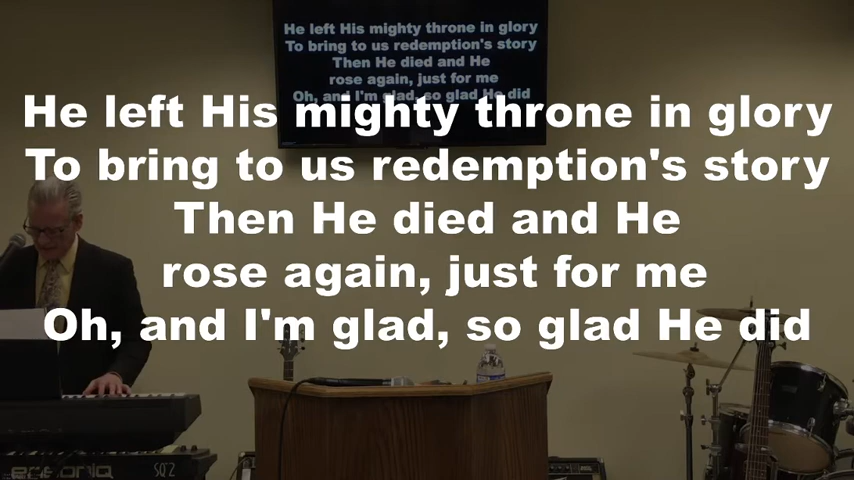 He left His mighty throne in glory
To bring to us redemption's story
Then He died and He
rose again, just for me
Oh, and I'm glad, so glad He did
He left His mighty throne in glory
To bring to us redemption's story
Then He died and He
rose again, just for me
Oh, and I'm glad, so glad He did
ensoniq SQ2